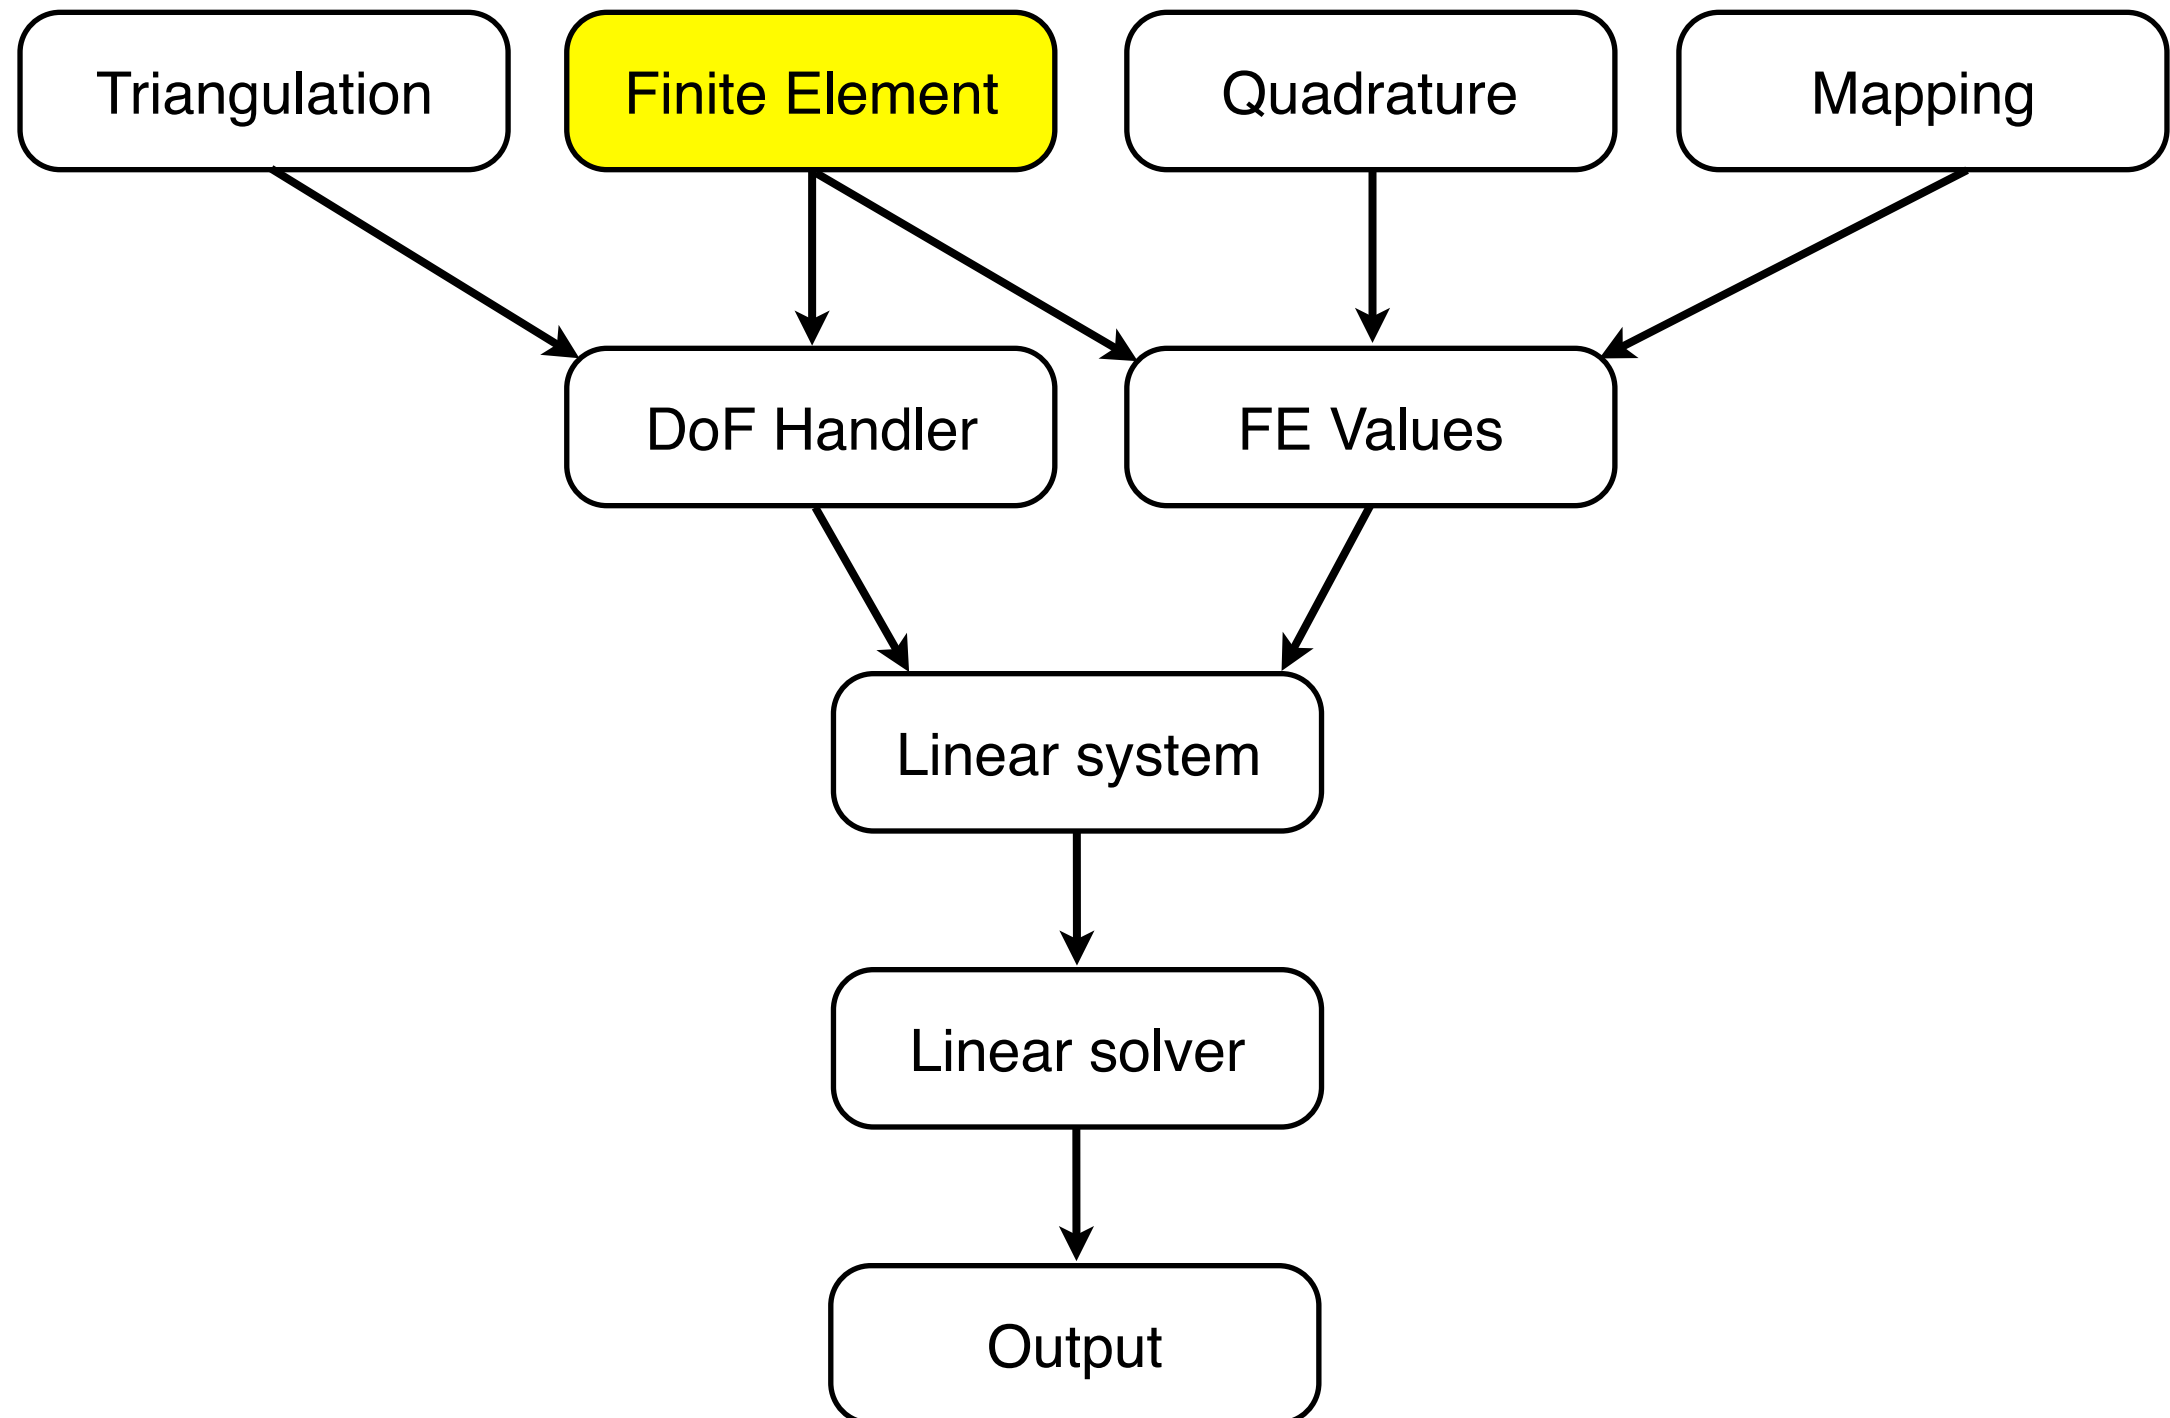 Triangulation
Finite Element
Quadrature
Mapping
DoF Handler
FE Values
Linear system
Linear solver
Output